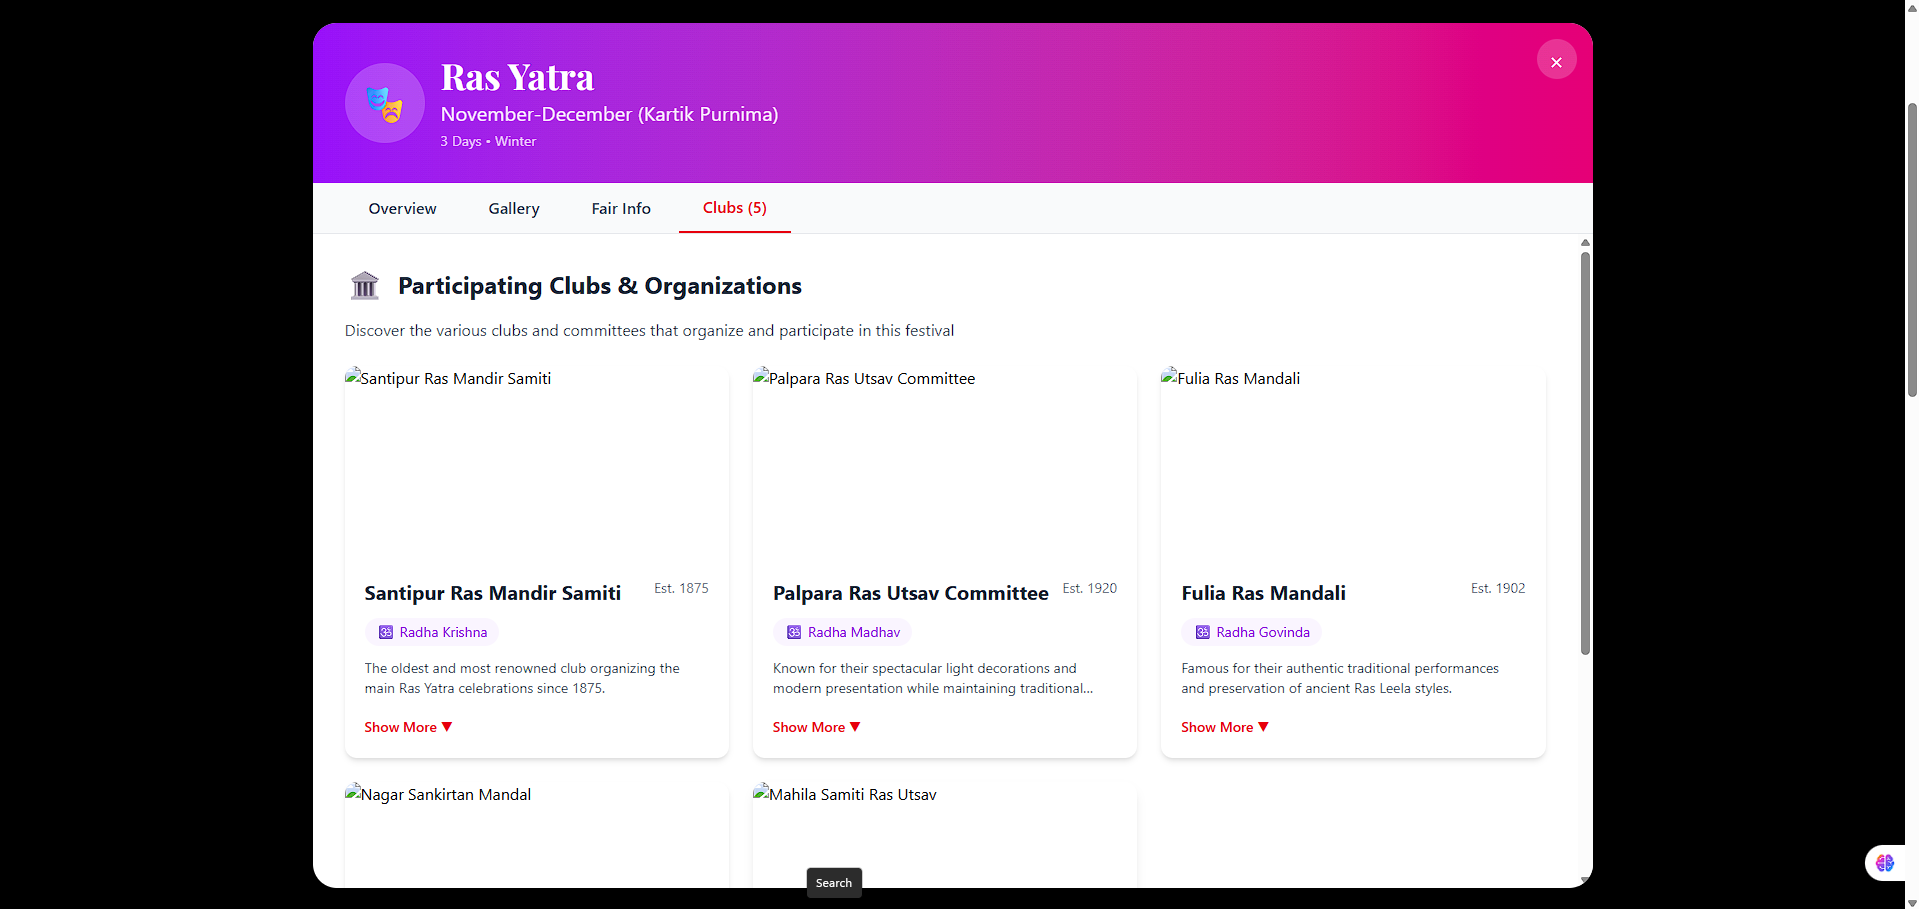 Ras Yatra
November-December (Kartik Purnima)
3 Days • Winter
×
Overview Gallery Fair Info Clubs (5)
Participating Clubs & Organizations
Discover the various clubs and committees that organize and participate in this festival
Santipur Ras Mandir Samiti
Santipur Ras Mandir Samiti Est. 1875
🕉 Radha Krishna
The oldest and most renowned club organizing the
main Ras Yatra celebrations since 1875.
Show More ▼
Palpara Ras Utsav Committee
Palpara Ras Utsav Committee Est. 1920
🕉 Radha Madhav
Known for their spectacular light decorations and
modern presentation while maintaining traditional...
Show More ▼
Fulia Ras Mandali
Fulia Ras Mandali Est. 1902
🕉 Radha Govinda
Famous for their authentic traditional performances
and preservation of ancient Ras Leela styles.
Show More ▼
Nagar Sankirtan Mandal
Mahila Samiti Ras Utsav
Search